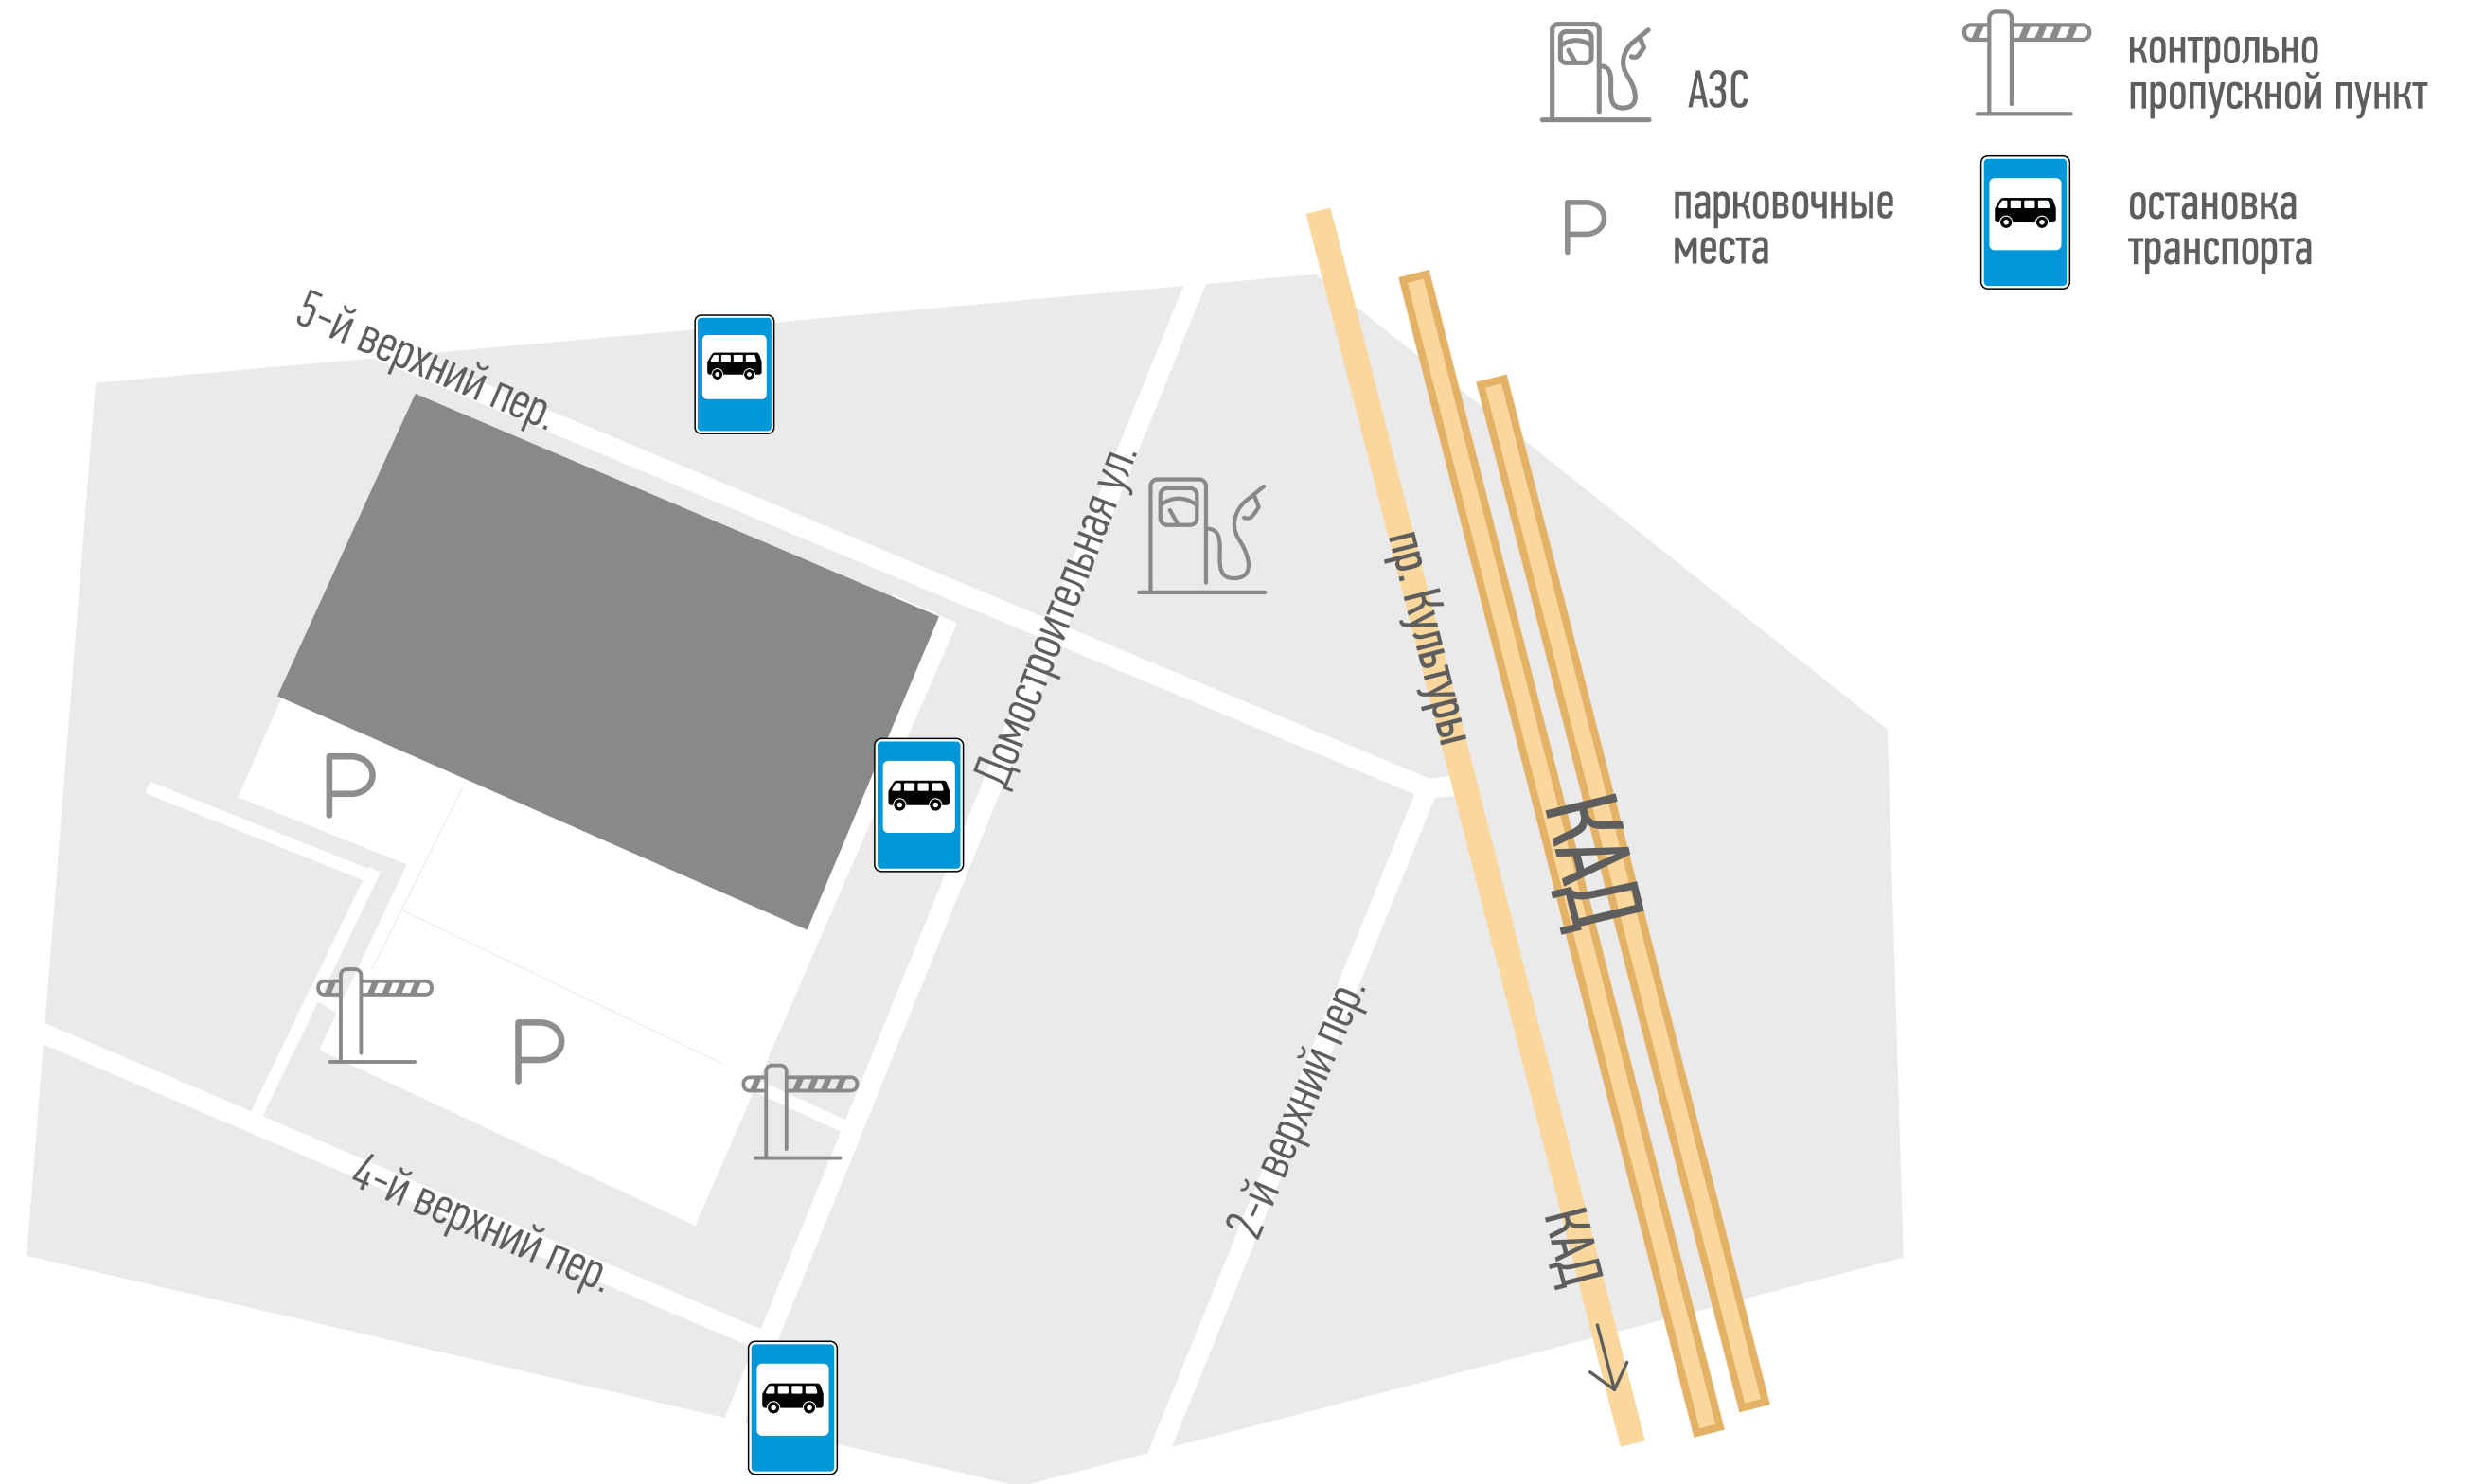 АЗС
контрольно-
пропускной пункт
парковочные
места
остановка
транспорта
5-й верхний пер.
Домостроительная ул.
пр. Культуры
КАД
P
P
P
2-й верхний пер.
4-й верхний пер.
КАД